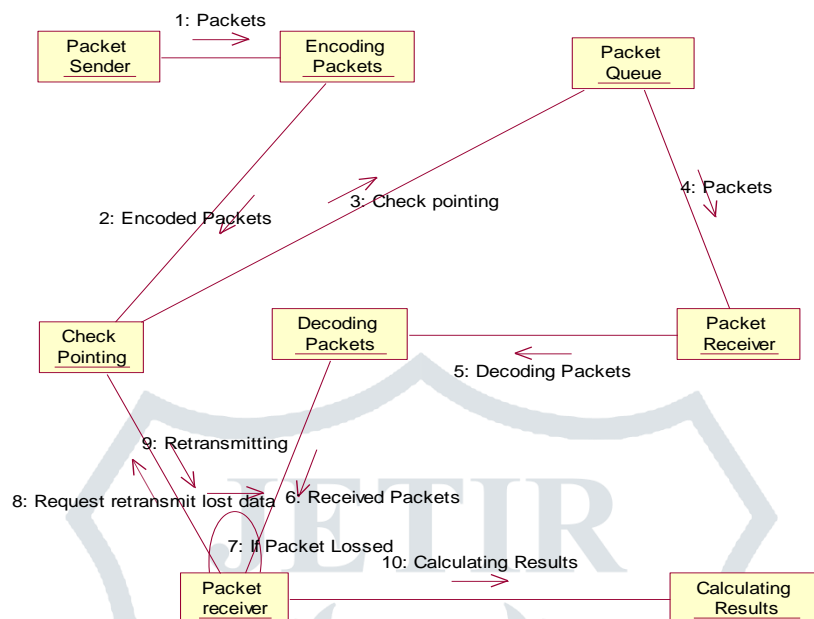 1: Packets
Packet
Sender
Encoding
Packets
Packet
Queue
2: Encoded Packets
3: Check pointing
4: Packets
Check
Pointing
Decoding
Packets
Packet
Receiver
5: Decoding Packets
9: Retransmitting
8: Request retransmit lost data
6: Received Packets
7: If Packet Lossed
10: Calculating Results
Packet
receiver
Calculating
Results
JETIR